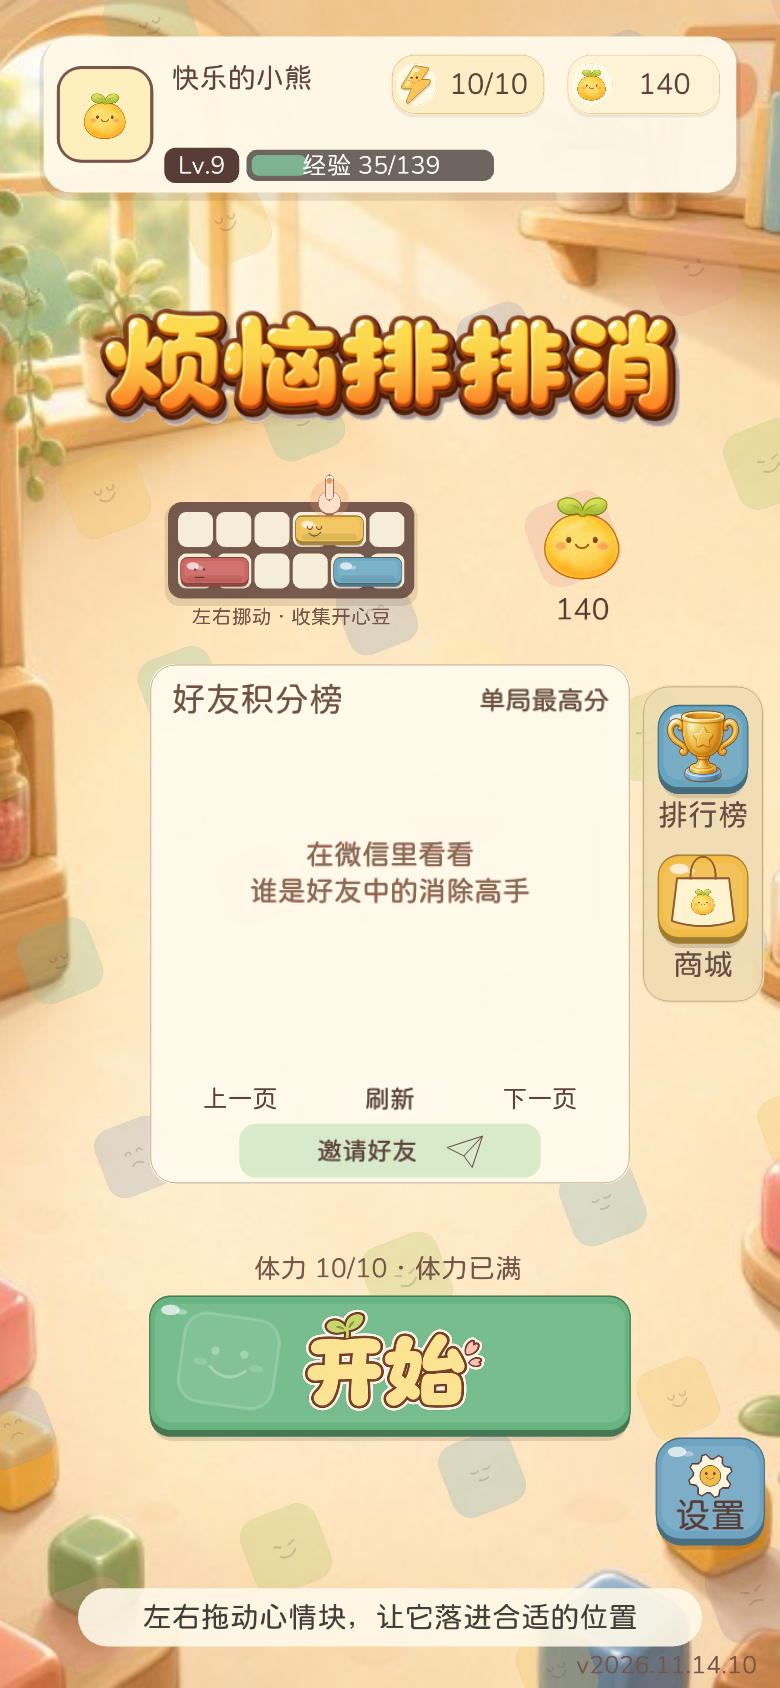 快乐的小熊
10/10
140
Lv.9
经验 35/139
烦恼排排消
左右挪动·收集开心豆
140
好友积分榜
单局最高分
在微信里看看
谁是好友中的消除高手
排行榜
商城
上一页
刷新
下一页
邀请好友
体力 10/10·体力已满
开始
设置
左右拖动心情块，让它落进合适的位置
v2026.11.14.10